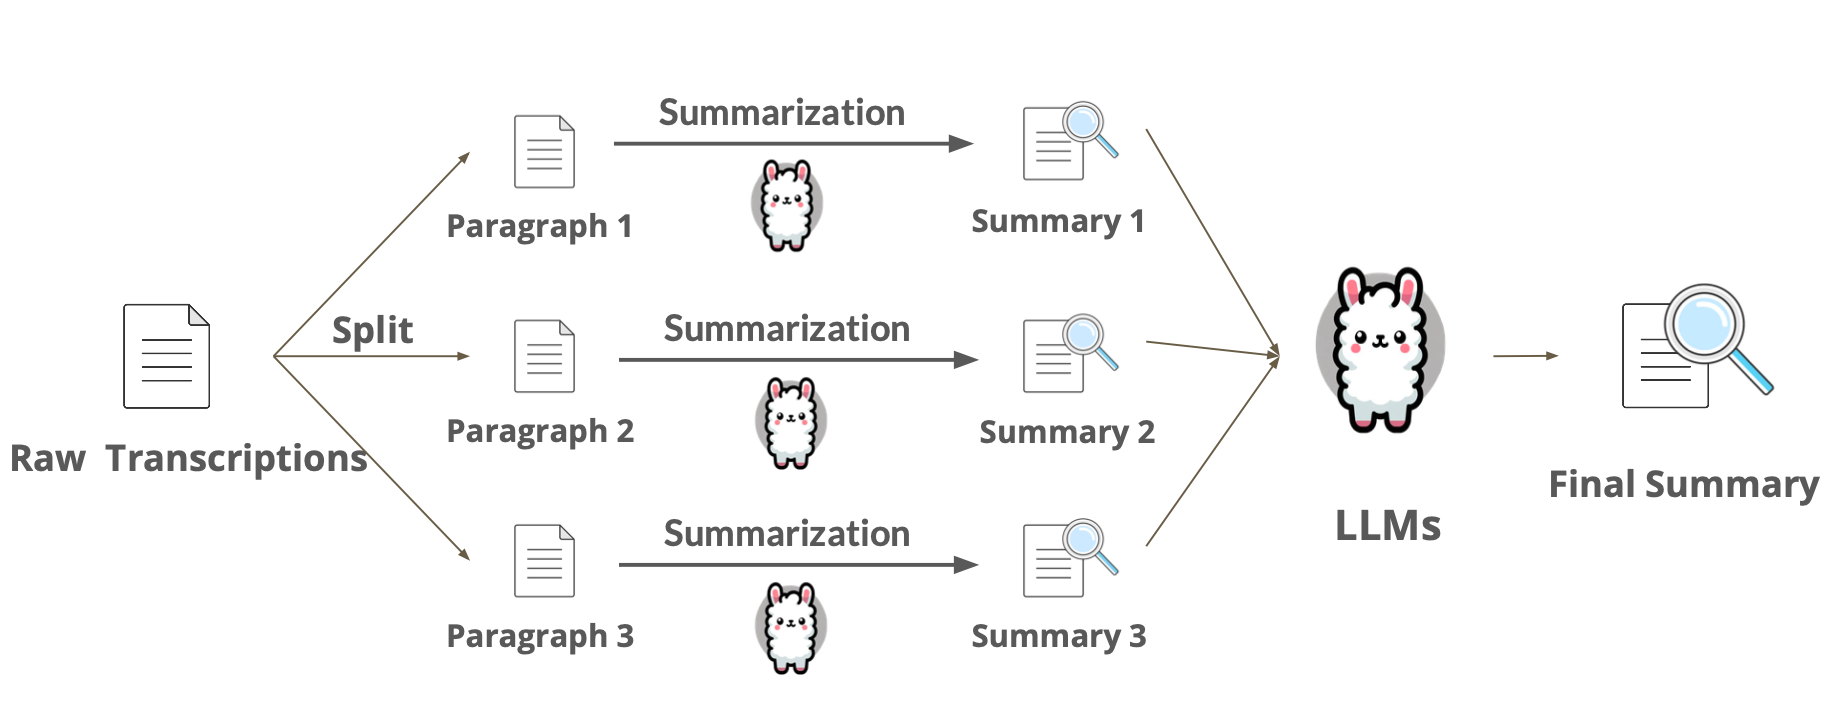 Summarization
Paragraph 1
Summary 1
Split
Summarization
Raw  Transcriptions
Paragraph 2
Summary 2
LLMs
Final Summary
Summarization
Paragraph 3
Summary 3